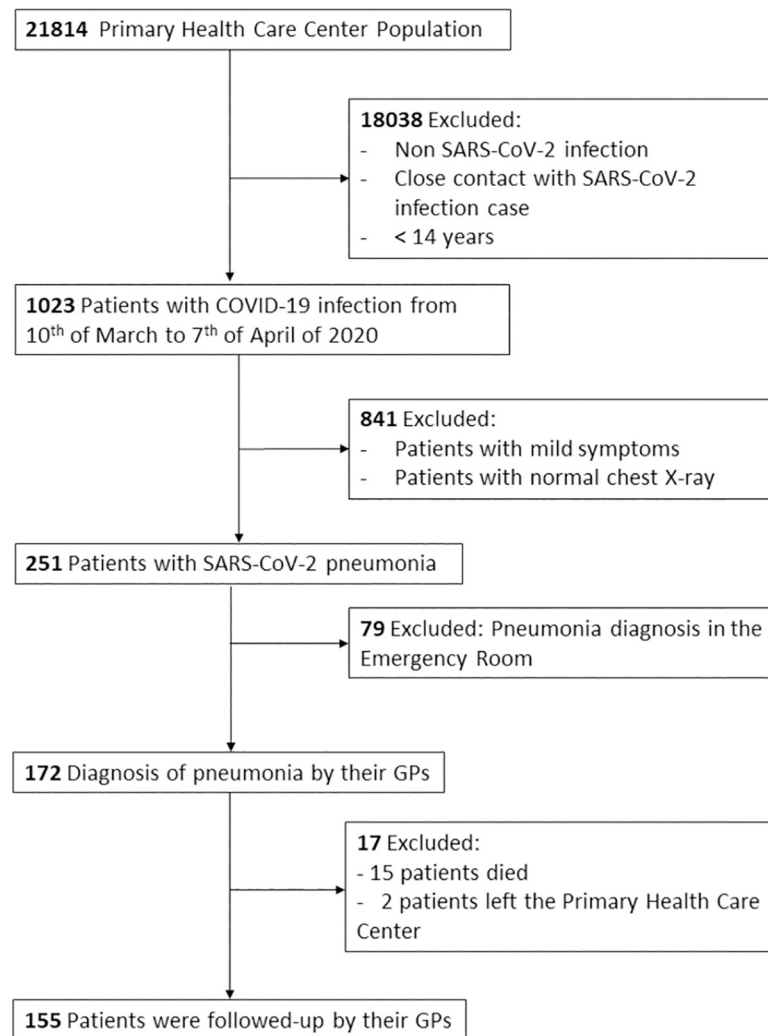 21814 Primary Health Care Center Population
18038 Excluded:
- Non SARS-CoV-2 infection
- Close contact with SARS-CoV-2
infection case
- < 14 years
1023 Patients with COVID-19 infection from
10th of March to 7th of April of 2020
841 Excluded:
- Patients with mild symptoms
- Patients with normal chest X-ray
251 Patients with SARS-CoV-2 pneumonia
79 Excluded: Pneumonia diagnosis in the
Emergency Room
172 Diagnosis of pneumonia by their GPs
17 Excluded:
- 15 patients died
- 2 patients left the Primary Health Care
Center
155 Patients were followed-up by their GPs